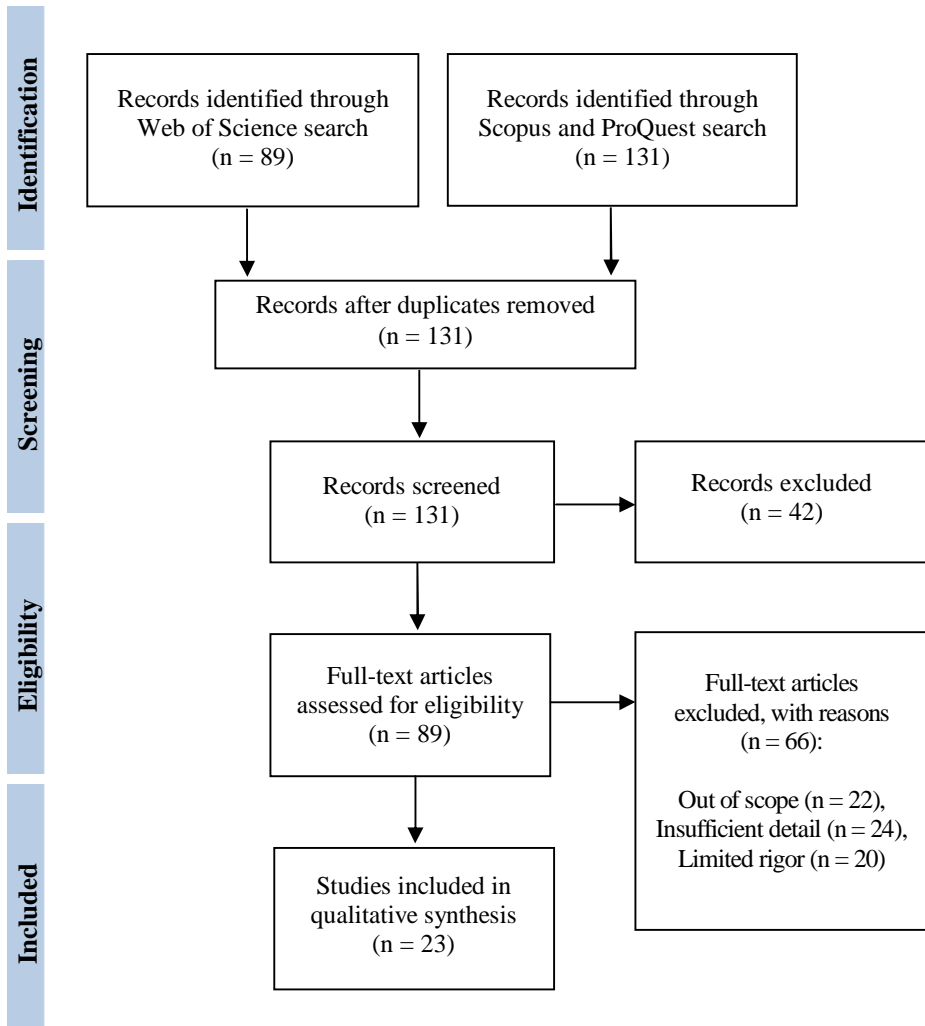 Identification
Records identified through
Web of Science search
(n = 89)
Records identified through
Scopus and ProQuest search
(n = 131)
Screening
Records after duplicates removed
(n = 131)
Records screened
(n = 131)
Records excluded
(n = 42)
Eligibility
Full-text articles
assessed for eligibility
(n = 89)
Full-text articles
excluded, with reasons
(n = 66):
Out of scope (n = 22),
Insufficient detail (n = 24),
Limited rigor (n = 20)
Included
Studies included in
qualitative synthesis
(n = 23)